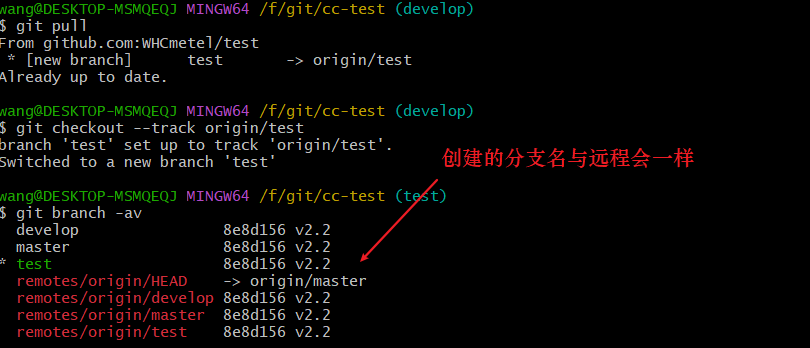 wang@DESKTOP-MSMQEQJ MINGW64 /f/git/cc-test (develop)
$ git pull
From github.com:WHCmetel/test
 * [new branch]      test       -> origin/test
Already up to date.
wang@DESKTOP-MSMQEQJ MINGW64 /f/git/cc-test (develop)
$ git checkout --track origin/test
branch 'test' set up to track 'origin/test'.
Switched to a new branch 'test'
创建的分支名与远程会一样
wang@DESKTOP-MSMQEQJ MINGW64 /f/git/cc-test (test)
$ git branch -av
  develop                8e8d156 v2.2
  master                 8e8d156 v2.2
* test                   8e8d156 v2.2
  remotes/origin/HEAD    -> origin/master
  remotes/origin/develop 8e8d156 v2.2
  remotes/origin/master  8e8d156 v2.2
  remotes/origin/test    8e8d156 v2.2